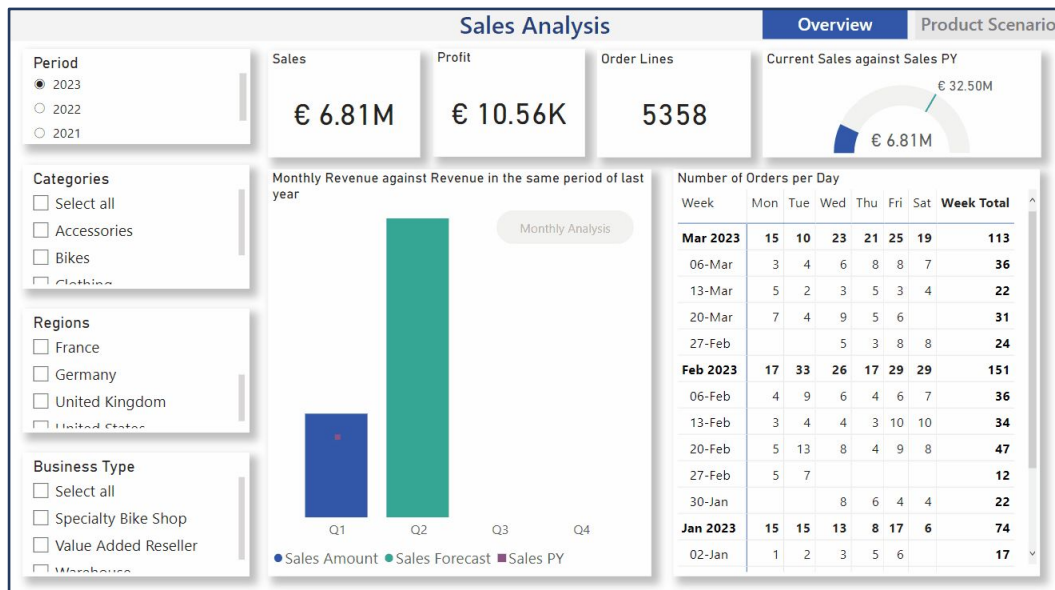 Sales Analysis
Overview
Product Scenario
Period
2023
2022
2021
Categories
Select all
Accessories
Bikes
Clothing
Regions
France
Germany
United Kingdom
United States
Business Type
Select all
Specialty Bike Shop
Value Added Reseller
Warehouse
Sales
€ 6.81M
Profit
€ 10.56K
Order Lines
5358
Current Sales against Sales PY
€ 32.50M
€ 6.81M
Monthly Revenue against Revenue in the same period of last
year
Monthly Analysis
Q1 Q2 Q3 Q4
Sales Amount Sales Forecast Sales PY
Number of Orders per Day
Week Mon Tue Wed Thu Fri Sat Week Total
Mar 2023 15 10 23 21 25 19 113
06-Mar 3 4 6 8 8 7 36
13-Mar 5 2 3 5 3 4 22
20-Mar 7 4 9 5 6 31
27-Feb 5 3 8 8 24
Feb 2023 17 33 26 17 29 29 151
06-Feb 4 9 6 4 6 7 36
13-Feb 3 4 4 3 10 10 34
20-Feb 5 13 8 4 9 8 47
27-Feb 5 7 12
30-Jan 8 6 4 4 22
Jan 2023 15 15 13 8 17 6 74
02-Jan 1 2 3 5 6 17